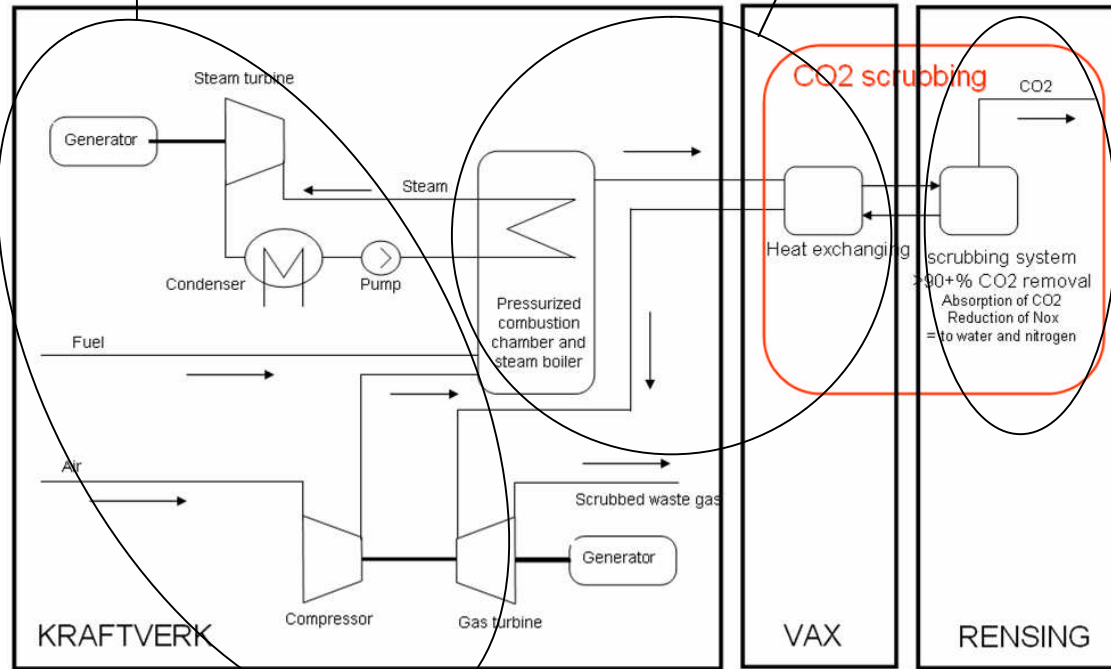 CO2 scrubbing
CO2
Steam turbine
Generator
Steam
Condenser
Pump
Heat exchanging
scrubbing system
>90+% CO2 removal
Absorption of CO2
Reduction of Nox
= to water and nitrogen
Pressurized
combustion
chamber and
steam boiler
Fuel
Air
Scrubbed waste gas
Generator
Compressor
Gas turbine
KRAFTVERK
VAX
RENSING